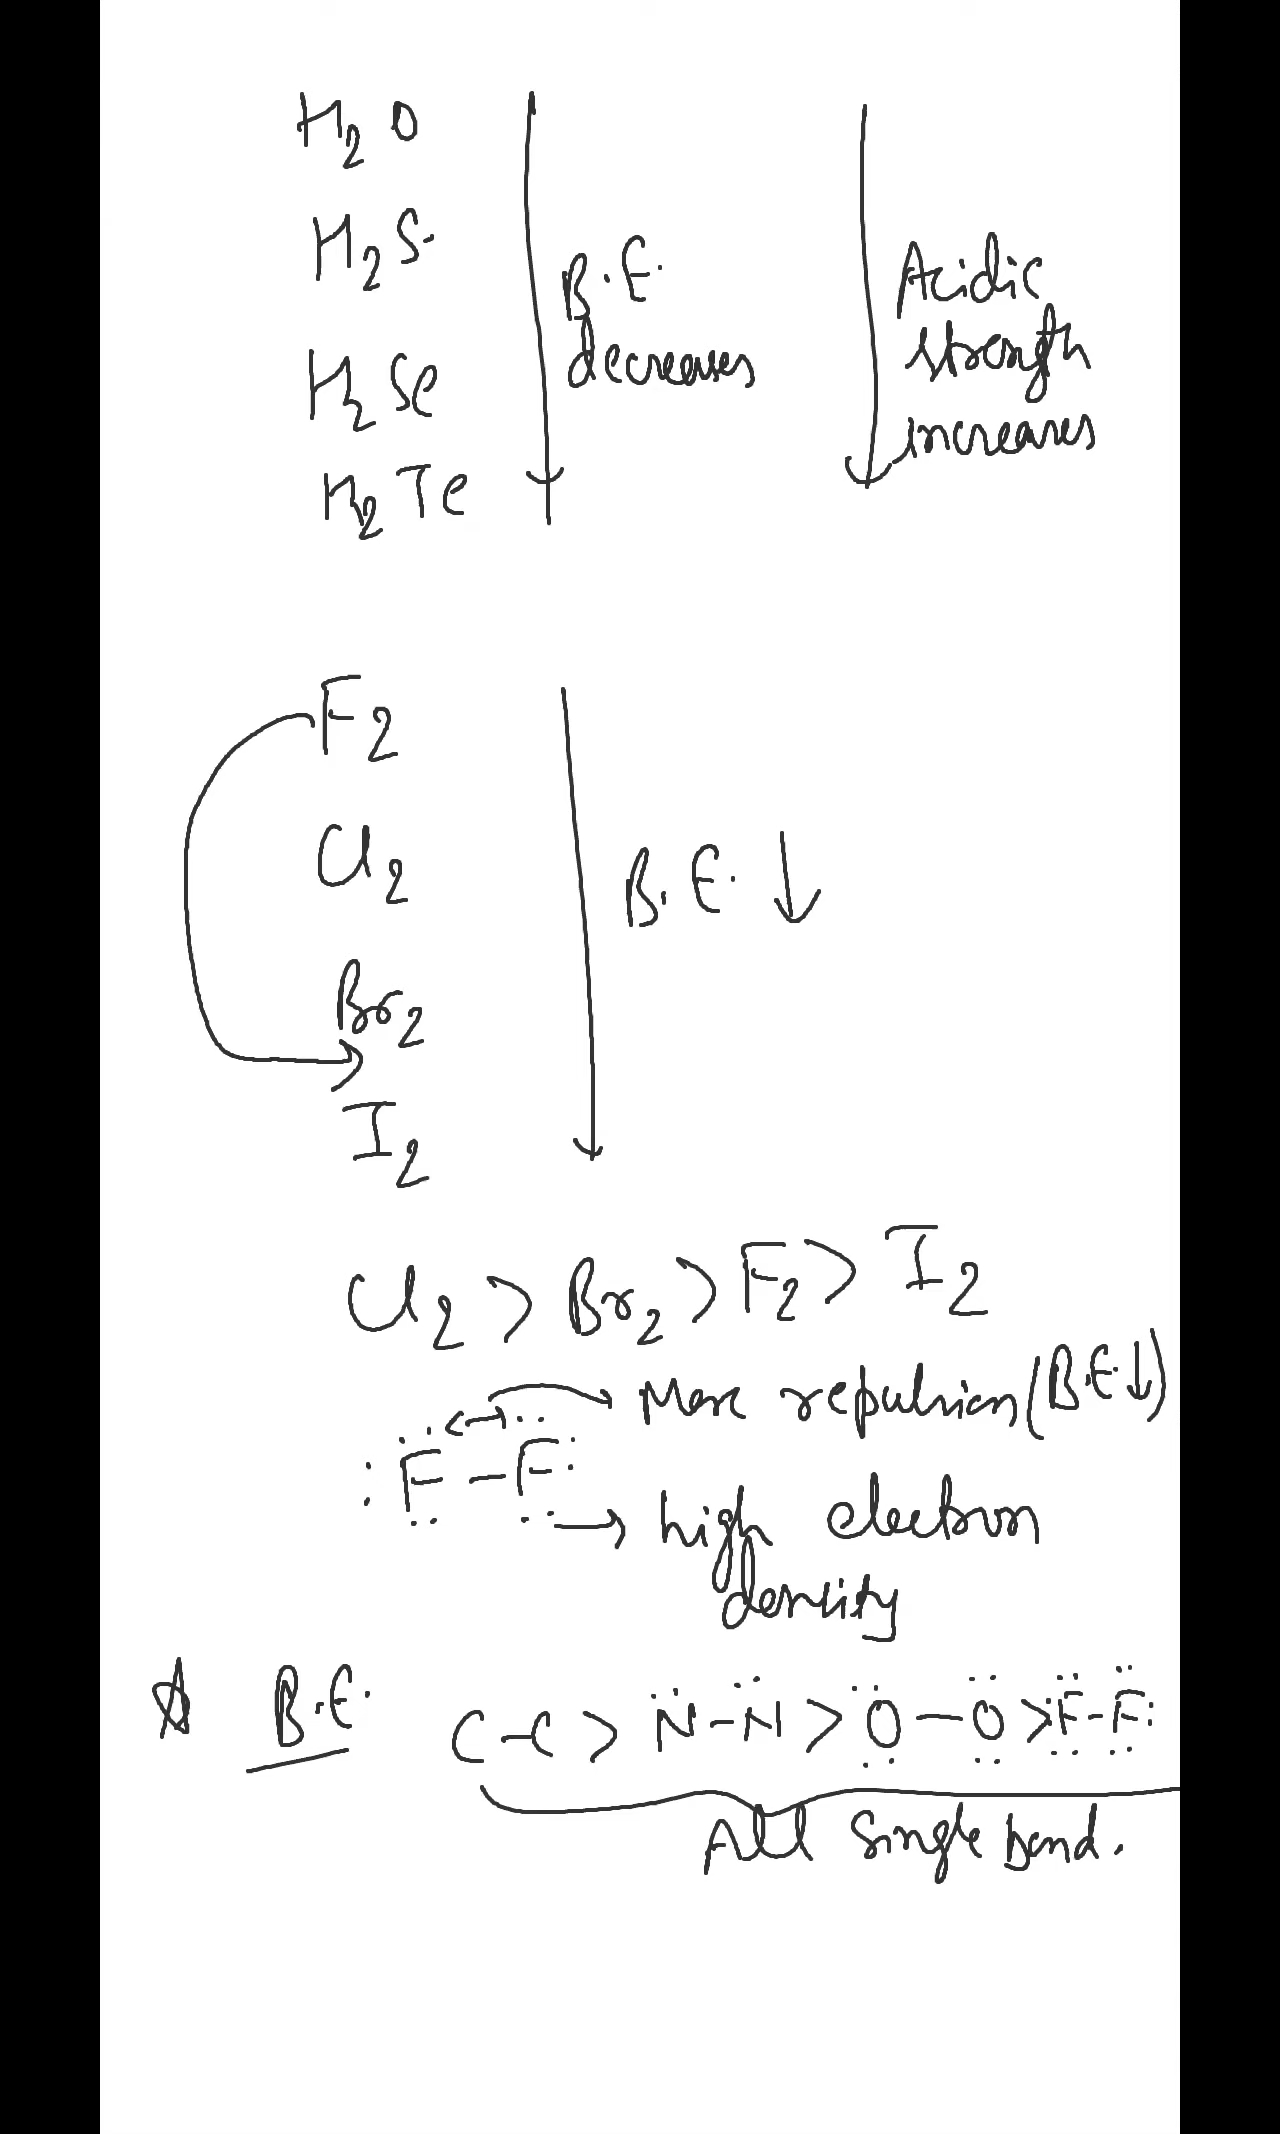 H₂O
H₂S
B.E. Acidic
decreases strength
H₂Se
increases
H₂Te
F₂
Cl₂
B.E. ↓
Br₂
I₂
Cl₂ > Br₂ > F₂ > I₂
More repulsion (B.E.↓)
:F̤̈ – F̤̈:
high electron
density
B.E. C–C > N̈–N̈ > Ö̤–Ö̤ > :F̤̈–F̤̈:
All single bond.